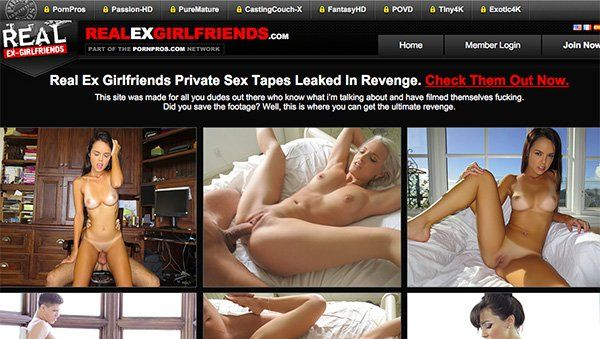 PornPros
Passion-HD
PureMature
CastingCouch-X
FantasyHD
POVD
Tiny4K
Exotic4K
REAL
EX-GIRLFRIENDS
REALEXGIRLFRIENDS.COM
PART OF THE PORNPROS.COM NETWORK
Home
Member Login
Join Now
Real Ex Girlfriends Private Sex Tapes Leaked In Revenge. Check Them Out Now.
This site was made for all you dudes out there who know what i'm talking about and have filmed themselves fucking.
Did you save the footage? Well, this is where you can get the ultimate revenge.